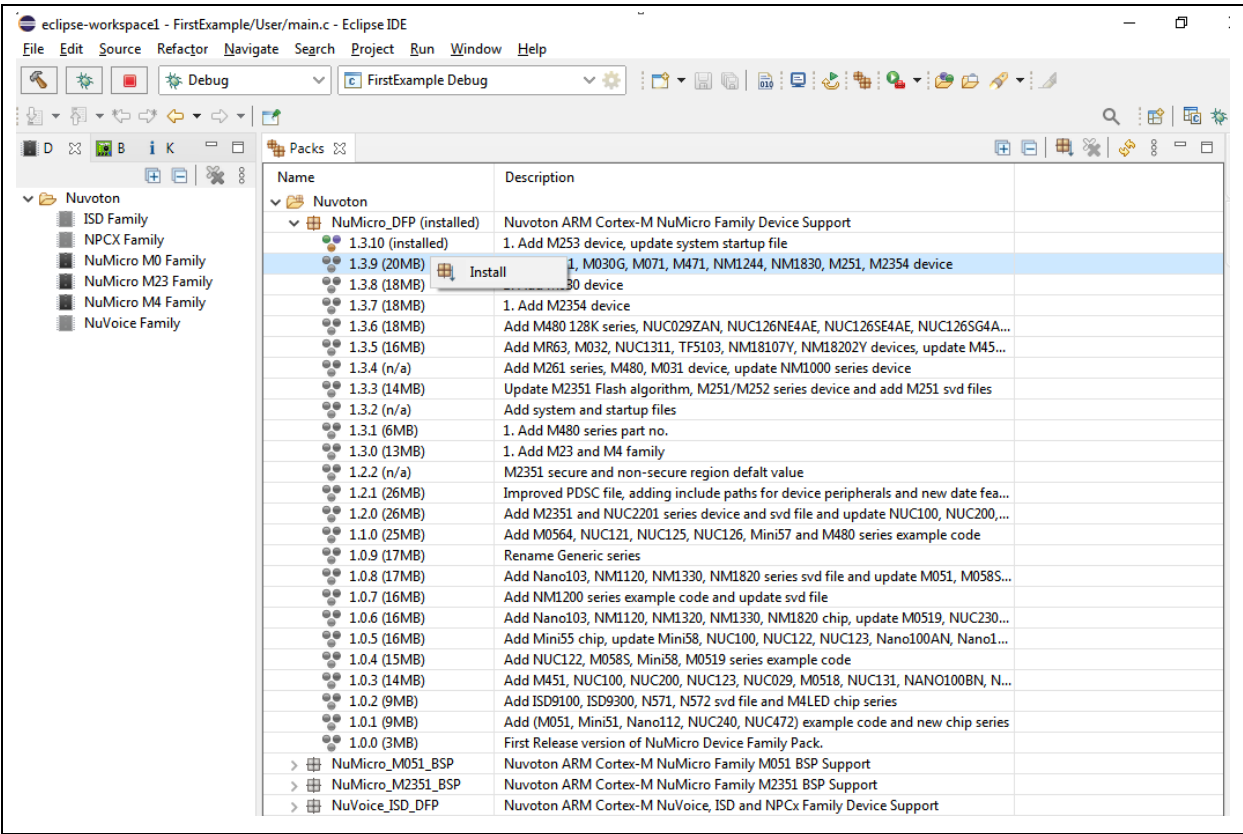 eclipse-workspace1 - FirstExample/User/main.c - Eclipse IDE
File Edit Source Refactor Navigate Search Project Run Window Help
Debug FirstExample Debug
D B K
Packs
Name Description
Nuvoton
ISD Family
NPCX Family
NuMicro M0 Family
NuMicro M23 Family
NuMicro M4 Family
NuVoice Family
Nuvoton
NuMicro_DFP (installed) Nuvoton ARM Cortex-M NuMicro Family Device Support
1.3.10 (installed) 1. Add M253 device, update system startup file
1.3.9 (20MB) 1, M030G, M071, M471, NM1244, NM1830, M251, M2354 device
Install
1.3.8 (18MB) 30 device
1.3.7 (18MB) 1. Add M2354 device
1.3.6 (18MB) Add M480 128K series, NUC029ZAN, NUC126NE4AE, NUC126SE4AE, NUC126SG4A...
1.3.5 (16MB) Add MR63, M032, NUC1311, TF5103, NM18107Y, NM18202Y devices, update M45...
1.3.4 (n/a) Add M261 series, M480, M031 device, update NM1000 series device
1.3.3 (14MB) Update M2351 Flash algorithm, M251/M252 series device and add M251 svd files
1.3.2 (n/a) Add system and startup files
1.3.1 (6MB) 1. Add M480 series part no.
1.3.0 (13MB) 1. Add M23 and M4 family
1.2.2 (n/a) M2351 secure and non-secure region defalt value
1.2.1 (26MB) Improved PDSC file, adding include paths for device peripherals and new date fea...
1.2.0 (26MB) Add M2351 and NUC2201 series device and svd file and update NUC100, NUC200,...
1.1.0 (25MB) Add M0564, NUC121, NUC125, NUC126, Mini57 and M480 series example code
1.0.9 (17MB) Rename Generic series
1.0.8 (17MB) Add Nano103, NM1120, NM1330, NM1820 series svd file and update M051, M058S...
1.0.7 (16MB) Add NM1200 series example code and update svd file
1.0.6 (16MB) Add Nano103, NM1120, NM1320, NM1330, NM1820 chip, update M0519, NUC230...
1.0.5 (16MB) Add Mini55 chip, update Mini58, NUC100, NUC122, NUC123, Nano100AN, Nano1...
1.0.4 (15MB) Add NUC122, M058S, Mini58, M0519 series example code
1.0.3 (14MB) Add M451, NUC100, NUC200, NUC123, NUC029, M0518, NUC131, NANO100BN, N...
1.0.2 (9MB) Add ISD9100, ISD9300, N571, N572 svd file and M4LED chip series
1.0.1 (9MB) Add (M051, Mini51, Nano112, NUC240, NUC472) example code and new chip series
1.0.0 (3MB) First Release version of NuMicro Device Family Pack.
NuMicro_M051_BSP Nuvoton ARM Cortex-M NuMicro Family M051 BSP Support
NuMicro_M2351_BSP Nuvoton ARM Cortex-M NuMicro Family M2351 BSP Support
NuVoice_ISD_DFP Nuvoton ARM Cortex-M NuVoice, ISD and NPCx Family Device Support